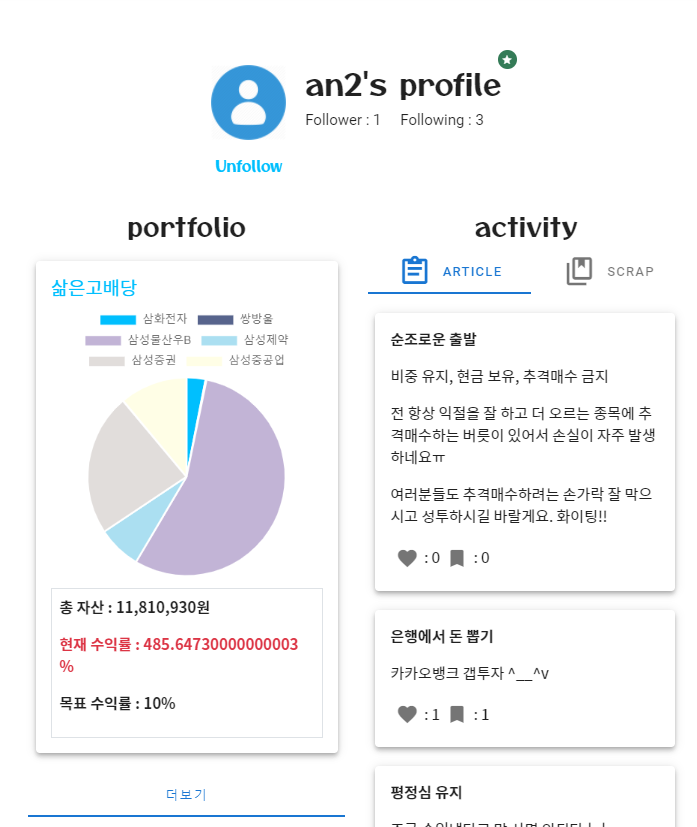 an2's profile
Follower : 1 Following : 3
Unfollow
portfolio
삶은고배당
삼화전자 쌍방울
삼성물산우B 삼성제약
삼성증권 삼성중공업
총 자산 : 11,810,930원
현재 수익률 : 485.64730000000003
%
목표 수익률 : 10%
더보기
activity
ARTICLE SCRAP
순조로운 출발
비중 유지, 현금 보유, 추격매수 금지
전 항상 익절을 잘 하고 더 오르는 종목에 추
격매수하는 버릇이 있어서 손실이 자주 발생
하네요ㅠ
여러분들도 추격매수하려는 손가락 잘 막으
시고 성투하시길 바랄게요. 화이팅!!
: 0 : 0
은행에서 돈 뽑기
카카오뱅크 갭투자 ^__^v
: 1 : 1
평정심 유지